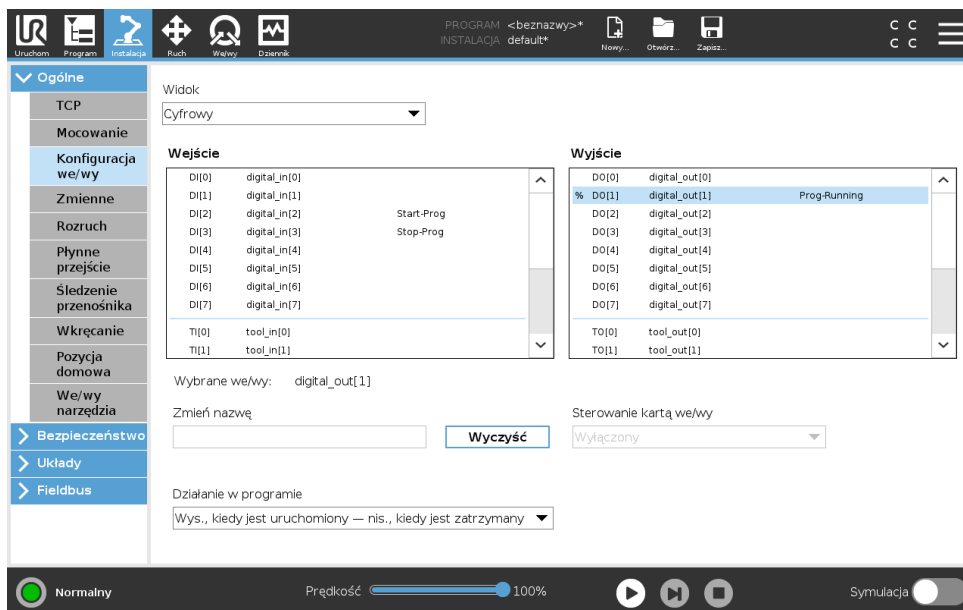 PROGRAM <beznazwy>*
INSTALACJA default*
Uruchom Program Instalacja Ruch We/wy Dziennik Nowy... Otwórz... Zapisz...
C C
C C
Ogólne
TCP
Mocowanie
Konfiguracja
we/wy
Zmienne
Rozruch
Płynne
przejście
Śledzenie
przenośnika
Wkręcanie
Pozycja
domowa
We/wy
narzędzia
Bezpieczeństwo
Układy
Fieldbus
Widok
Cyfrowy
Wejście
DI[0] digital_in[0]
DI[1] digital_in[1]
DI[2] digital_in[2] Start-Prog
DI[3] digital_in[3] Stop-Prog
DI[4] digital_in[4]
DI[5] digital_in[5]
DI[6] digital_in[6]
DI[7] digital_in[7]
TI[0] tool_in[0]
TI[1] tool_in[1]
Wyjście
DO[0] digital_out[0]
% DO[1] digital_out[1] Prog-Running
DO[2] digital_out[2]
DO[3] digital_out[3]
DO[4] digital_out[4]
DO[5] digital_out[5]
DO[6] digital_out[6]
DO[7] digital_out[7]
TO[0] tool_out[0]
TO[1] tool_out[1]
Wybrane we/wy: digital_out[1]
Zmień nazwę
Wyczyść
Sterowanie kartą we/wy
Wyłączony
Działanie w programie
Wys., kiedy jest uruchomiony — nis., kiedy jest zatrzymany
Normalny
Prędkość 100%
Symulacja